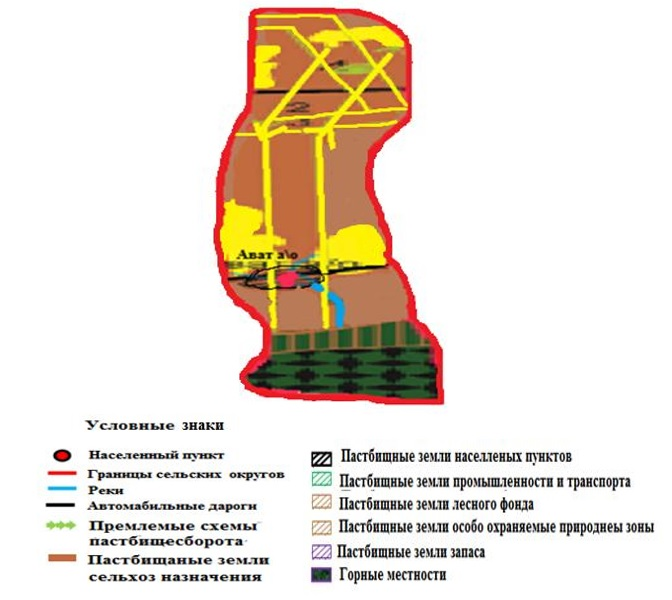 2
Ават а\о
Условные знаки
Населенный пункт
Границы сельских округов
Реки
Автомабильные дароги
Премлемые схемы
пастбищесборота
Пастбищаные земли
сельхоз назначения
Пастбищные земли населленых пунктов
Пастбищные земли промышленности и транспорта
Пастбищные земли лесного фонда
Пастбищные земли особо охраняемые природнеы зоны
Пастбищные земли запаса
Горные местности